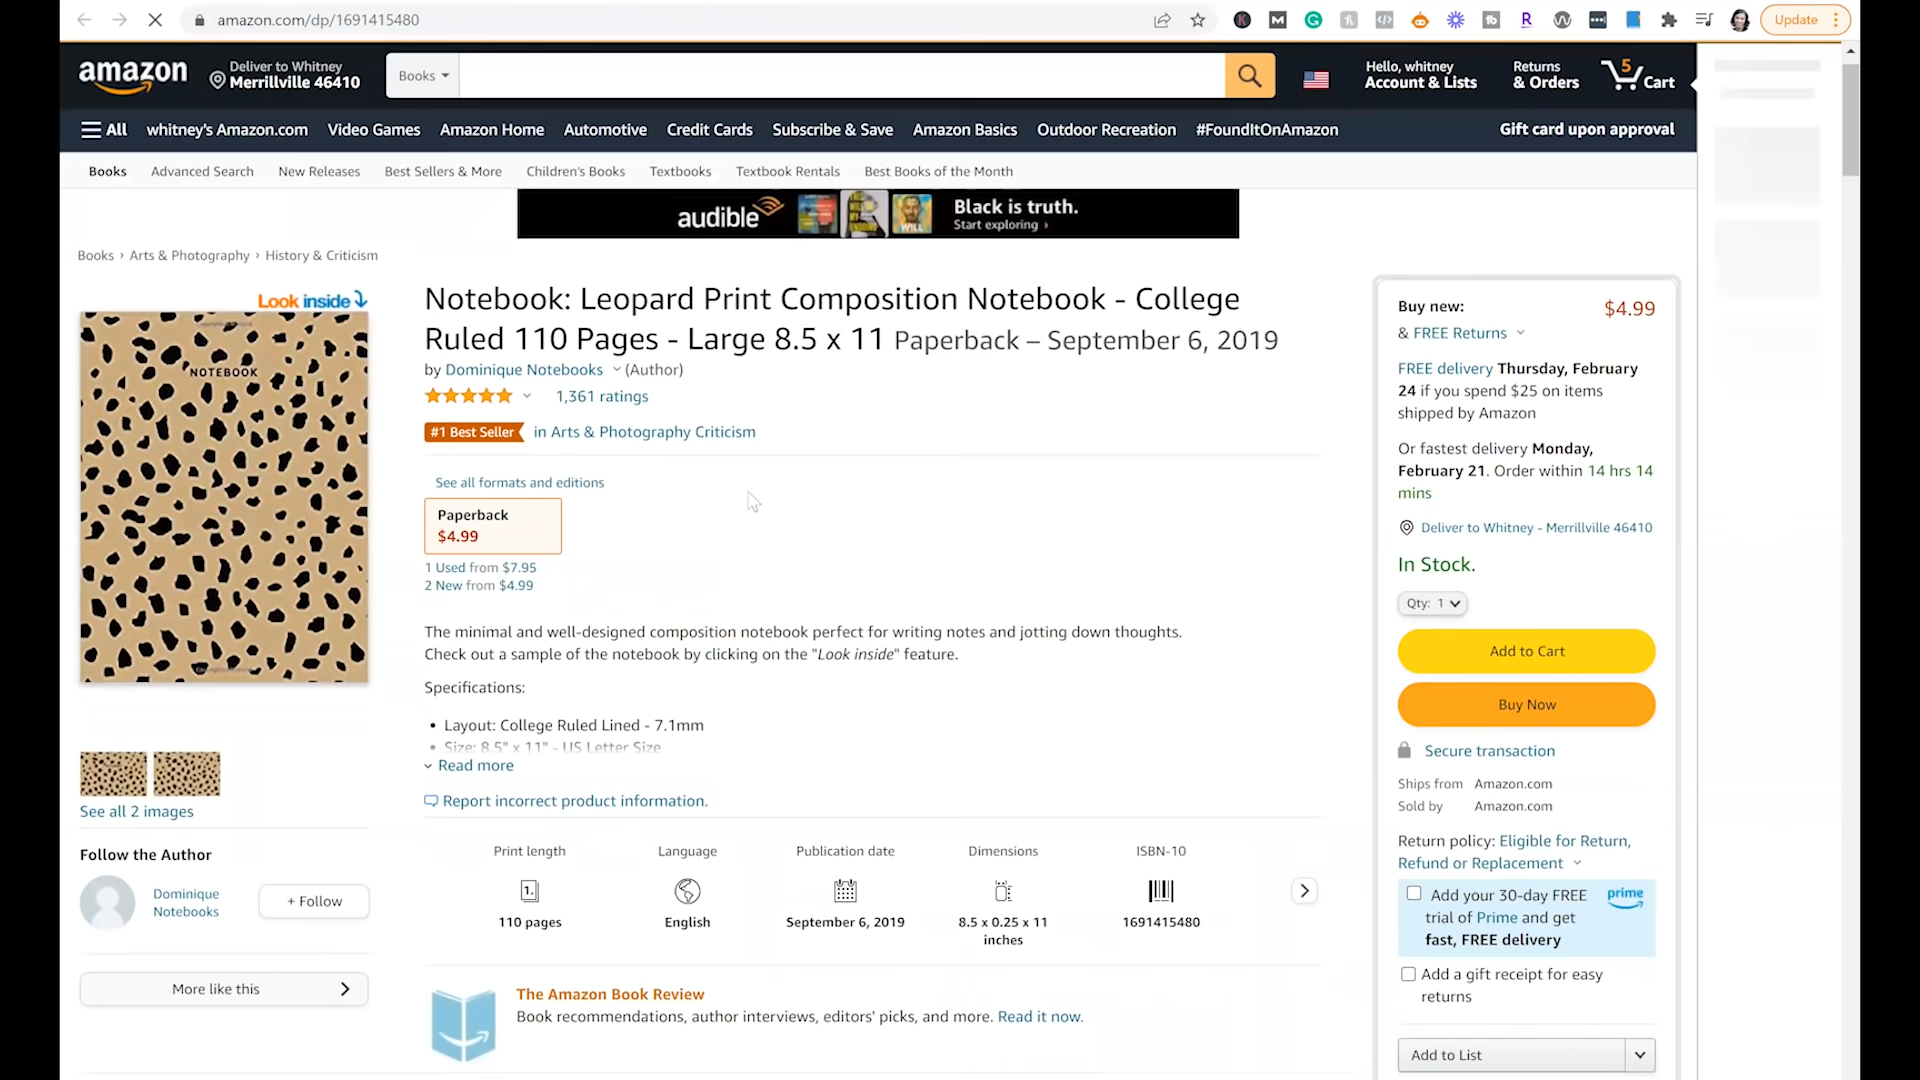 amazon.com/dp/1691415480
Update
amazon
Deliver to Whitney
Merrillville 46410
Books
Hello, whitney
Account & Lists
Returns
& Orders
5
Cart
All
whitney's Amazon.com
Video Games
Amazon Home
Automotive
Credit Cards
Subscribe & Save
Amazon Basics
Outdoor Recreation
#FoundItOnAmazon
Gift card upon approval
Books
Advanced Search
New Releases
Best Sellers & More
Children's Books
Textbooks
Textbook Rentals
Best Books of the Month
audible
WILL
Black is truth.
Start exploring ›
Books › Arts & Photography › History & Criticism
Look inside
NOTEBOOK
See all 2 images
Follow the Author
Dominique
Notebooks
+ Follow
More like this
Notebook: Leopard Print Composition Notebook - College
Ruled 110 Pages - Large 8.5 x 11 Paperback – September 6, 2019
by Dominique Notebooks (Author)
1,361 ratings
#1 Best Seller in Arts & Photography Criticism
See all formats and editions
Paperback
$4.99
1 Used from $7.95
2 New from $4.99
The minimal and well-designed composition notebook perfect for writing notes and jotting down thoughts.
Check out a sample of the notebook by clicking on the "Look inside" feature.
Specifications:
• Layout: College Ruled Lined - 7.1mm
• Size: 8.5" x 11" - US Letter Size
Read more
Report incorrect product information.
Print length
1.
110 pages
Language
English
Publication date
September 6, 2019
Dimensions
8.5 x 0.25 x 11
inches
ISBN-10
1691415480
The Amazon Book Review
Book recommendations, author interviews, editors' picks, and more. Read it now.
Buy new:
$4.99
& FREE Returns
FREE delivery Thursday, February
24 if you spend $25 on items
shipped by Amazon
Or fastest delivery Monday,
February 21. Order within 14 hrs 14
mins
Deliver to Whitney - Merrillville 46410
In Stock.
Qty: 1
Add to Cart
Buy Now
Secure transaction
Ships from Amazon.com
Sold by Amazon.com
Return policy: Eligible for Return,
Refund or Replacement
Add your 30-day FREE
trial of Prime and get
fast, FREE delivery
prime
Add a gift receipt for easy
returns
Add to List